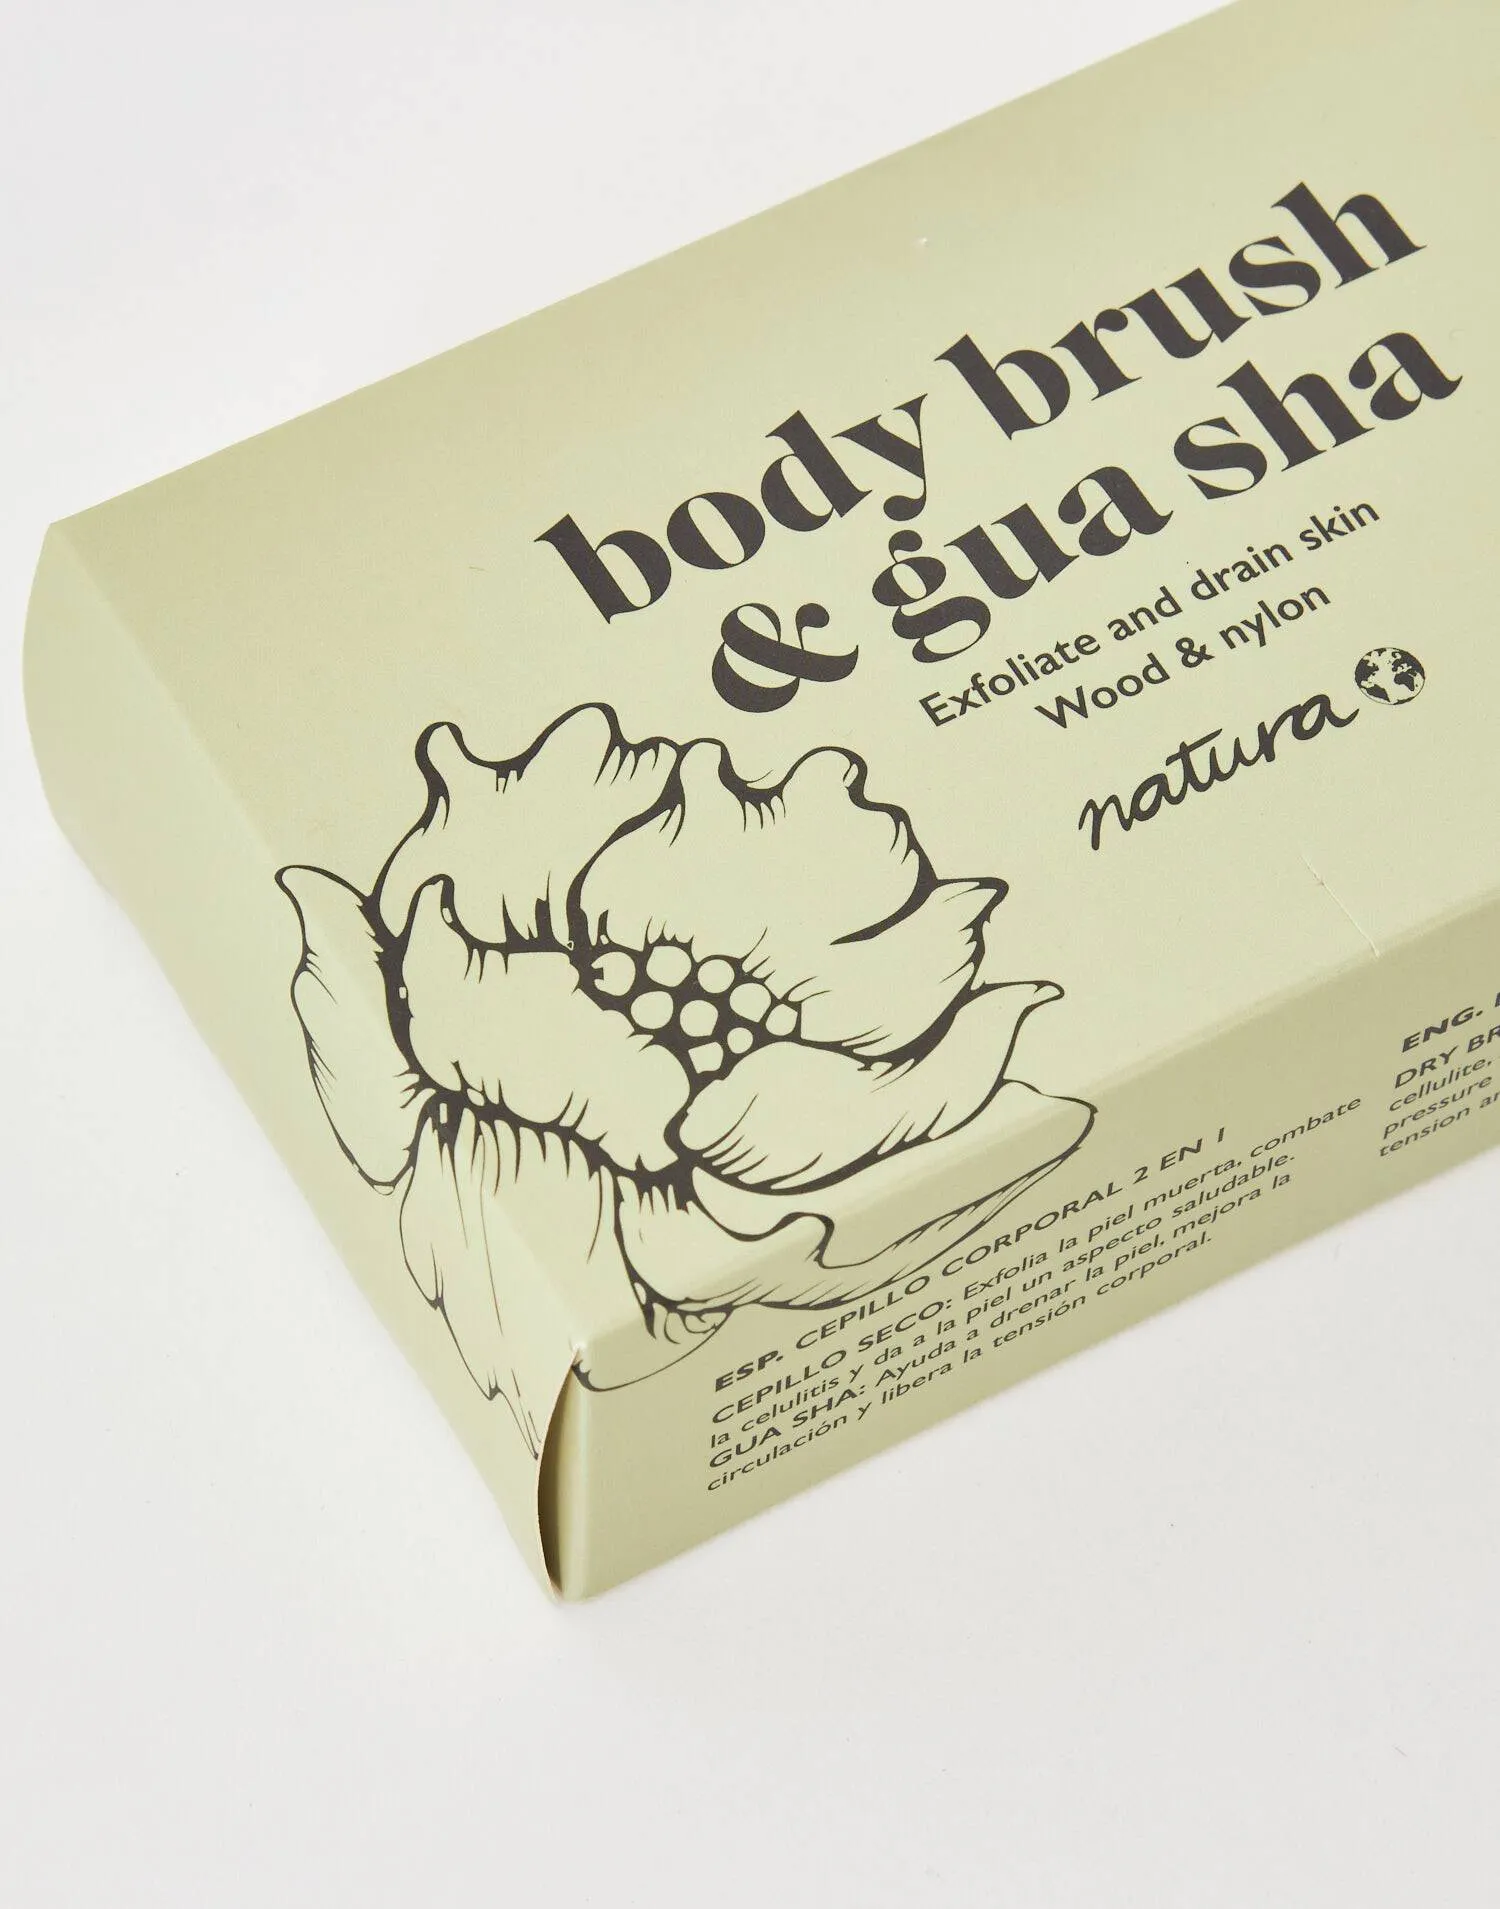 body brush
& gua sha
Exfoliate and drain skin
Wood & nylon
natura
ESP. CEPILLO CORPORAL 2 EN 1
CEPILLO SECO: Exfolia la piel muerta, combate
la celulitis y da a la piel un aspecto saludable.
GUA SHA: Ayuda a drenar la piel, mejora la
circulación y libera la tensión corporal.
ENG.
DRY
cellulite,
pressure
tension